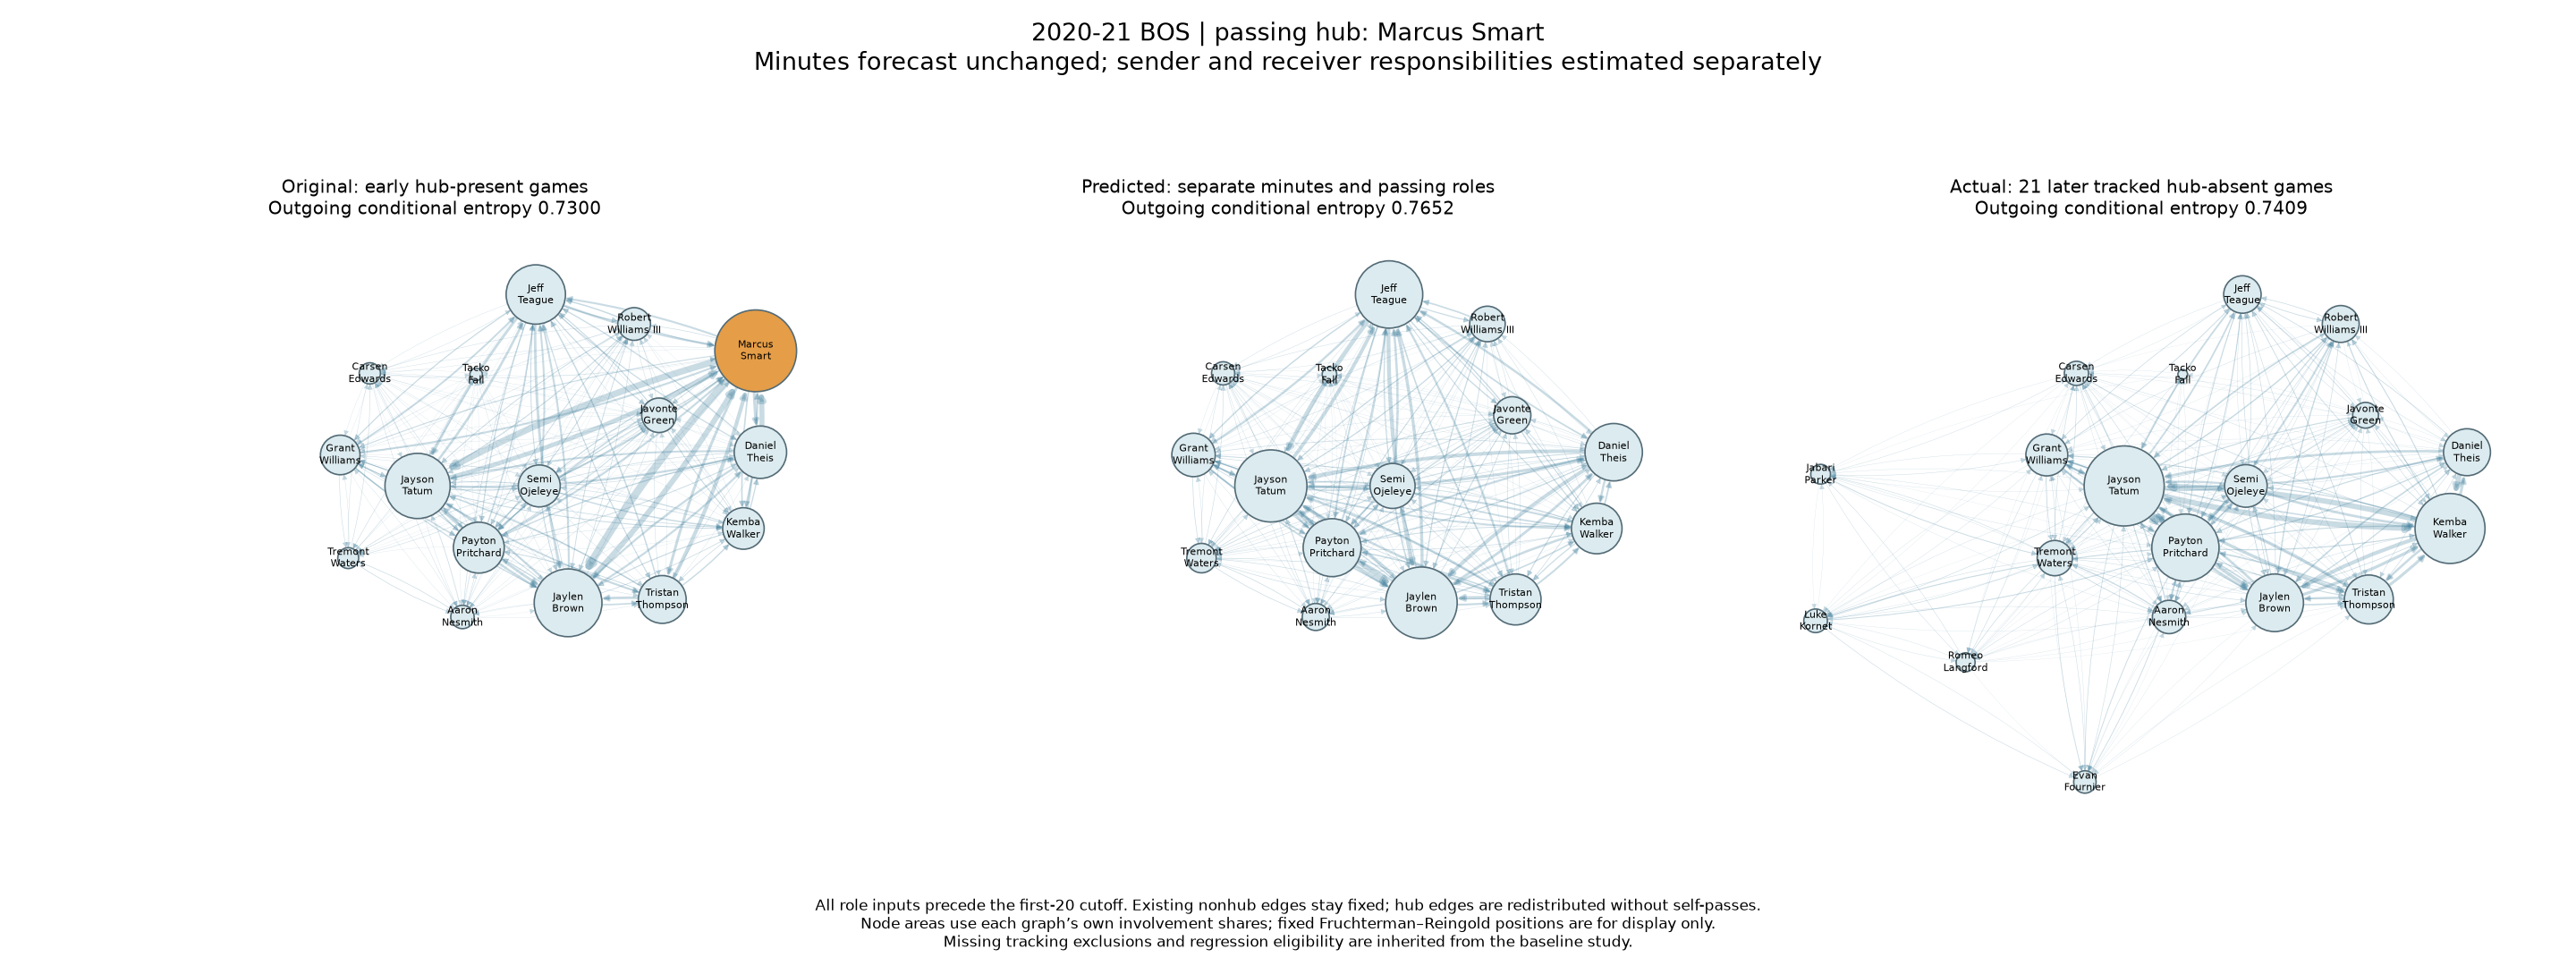 2020-21 BOS | passing hub: Marcus Smart
Minutes forecast unchanged; sender and receiver responsibilities estimated separately
Original: early hub-present games
Outgoing conditional entropy 0.7300
Jeff
Teague
Robert
Williams III
Marcus
Smart
Carsen
Edwards
Tacko
Fall
Javonte
Green
Grant
Williams
Daniel
Theis
Jayson
Tatum
Semi
Ojeleye
Kemba
Walker
Payton
Pritchard
Tremont
Waters
Jaylen
Brown
Tristan
Thompson
Aaron
Nesmith
Predicted: separate minutes and passing roles
Outgoing conditional entropy 0.7652
Jeff
Teague
Robert
Williams III
Carsen
Edwards
Tacko
Fall
Javonte
Green
Grant
Williams
Daniel
Theis
Jayson
Tatum
Semi
Ojeleye
Kemba
Walker
Payton
Pritchard
Tremont
Waters
Jaylen
Brown
Tristan
Thompson
Aaron
Nesmith
Actual: 21 later tracked hub-absent games
Outgoing conditional entropy 0.7409
Jeff
Teague
Robert
Williams III
Carsen
Edwards
Tacko
Fall
Javonte
Green
Grant
Williams
Daniel
Theis
Jabari
Parker
Jayson
Tatum
Semi
Ojeleye
Kemba
Walker
Payton
Pritchard
Tremont
Waters
Jaylen
Brown
Tristan
Thompson
Aaron
Nesmith
Luke
Kornet
Romeo
Langford
Evan
Fournier
All role inputs precede the first-20 cutoff. Existing nonhub edges stay fixed; hub edges are redistributed without self-passes.
Node areas use each graph’s own involvement shares; fixed Fruchterman–Reingold positions are for display only.
Missing tracking exclusions and regression eligibility are inherited from the baseline study.